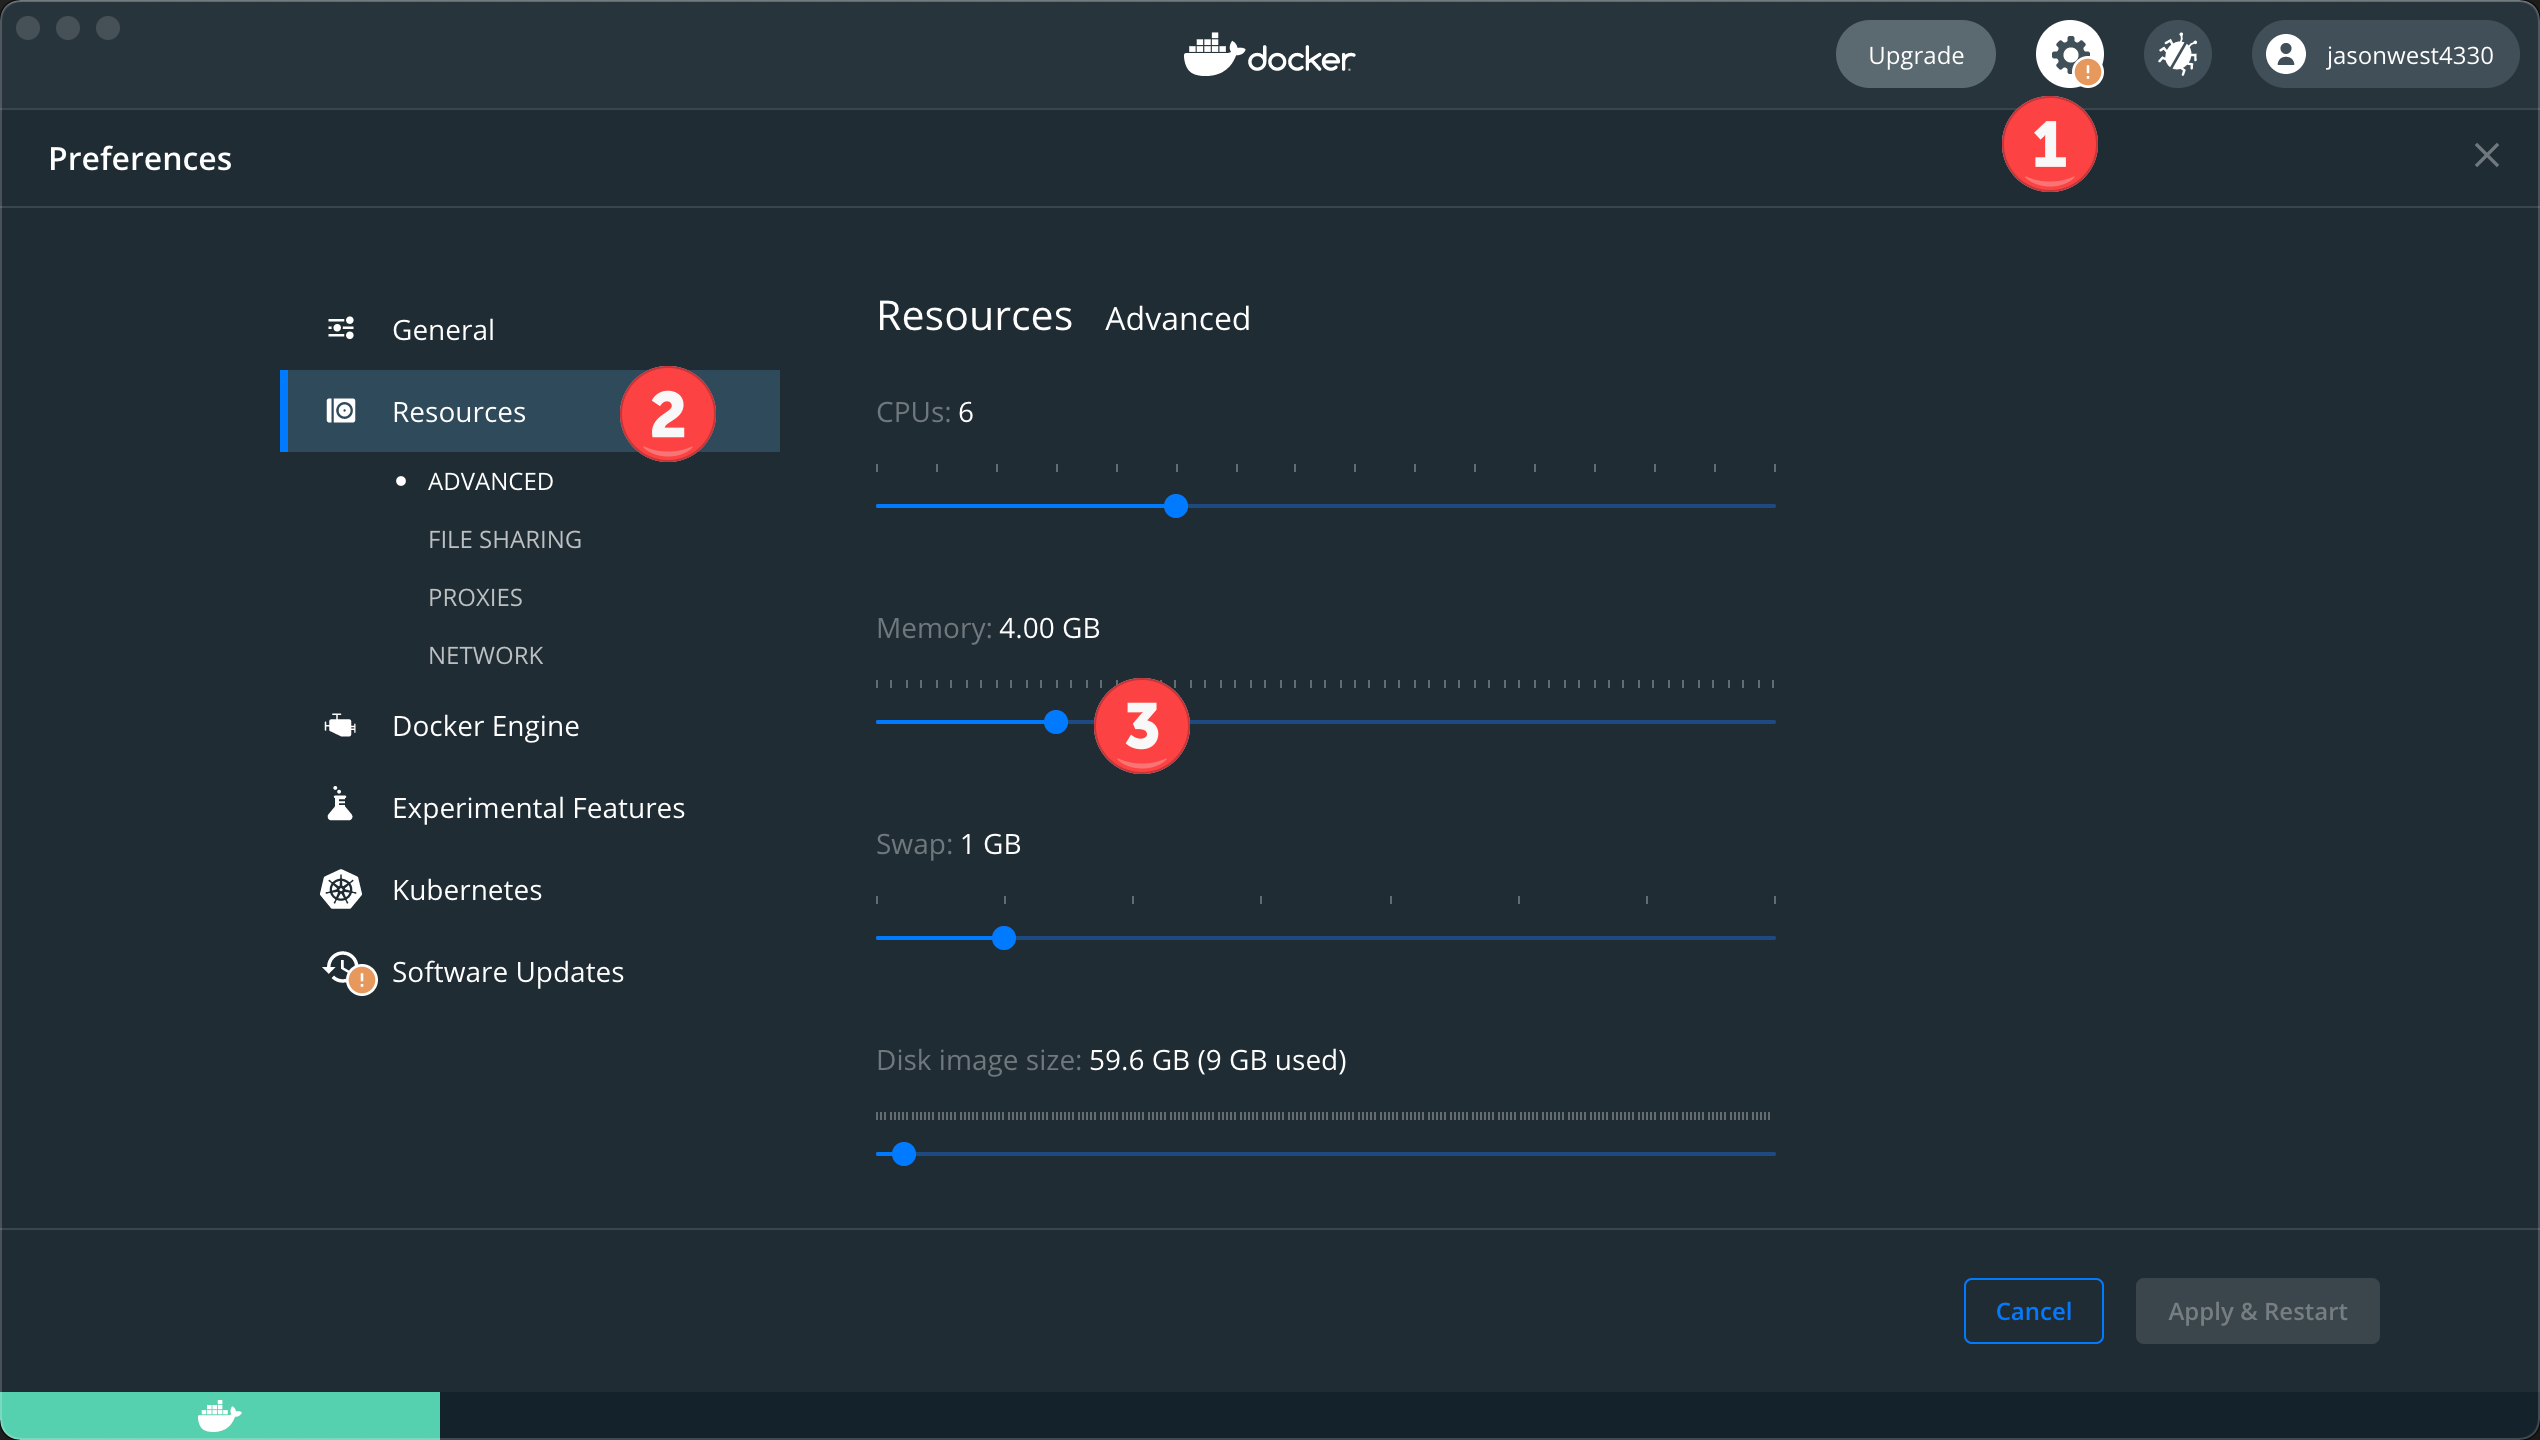 docker
Upgrade
jasonwest4330
1
Preferences
General
Resources
2
ADVANCED
FILE SHARING
PROXIES
NETWORK
Docker Engine
Experimental Features
Kubernetes
Software Updates
Resources Advanced
CPUs: 6
Memory: 4.00 GB
3
Swap: 1 GB
Disk image size: 59.6 GB (9 GB used)
Cancel
Apply & Restart